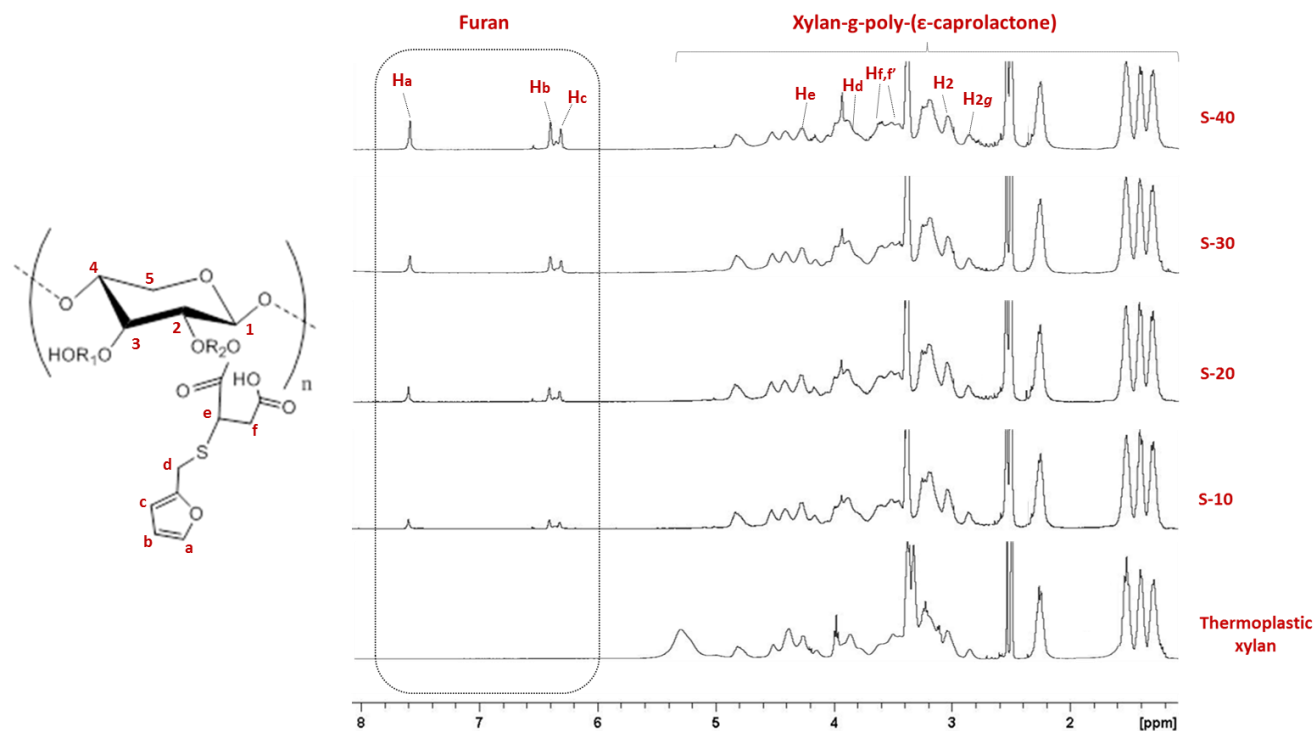 Furan
Xylan-g-poly-(ε-caprolactone)
Ha
Hb
Hc
He
Hd
Hf,f'
H2
H2g
S-40
S-30
S-20
S-10
Thermoplastic
xylan
4
5
O
O
O
1
2
3
HOR1
O
OR2O
n
O
HO
O
e
f
S
d
c
O
b
a
8 7 6 5 4 3 2 [ppm]